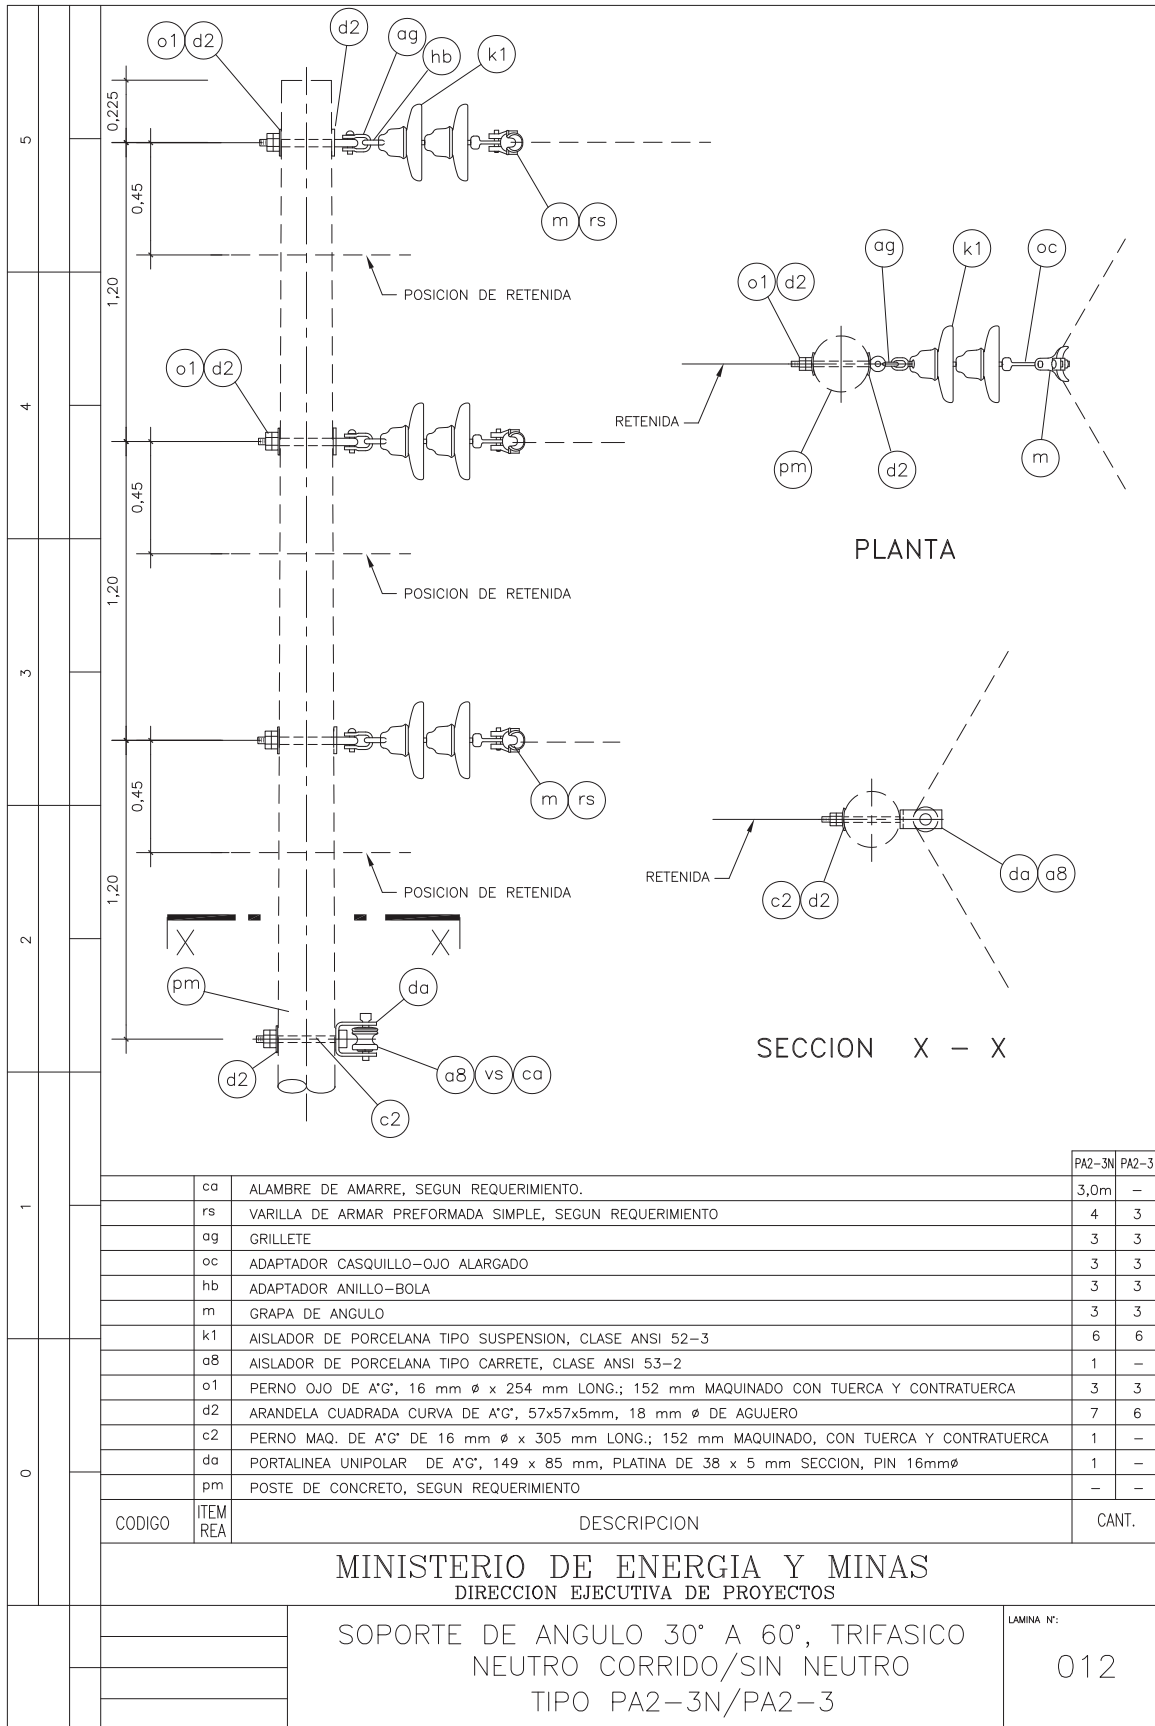 5
4
3
2
1
0
o1
d2
d2
ag
hb
k1
0,225
0,45
m
rs
1,20
POSICION DE RETENIDA
o1
d2
0,45
POSICION DE RETENIDA
1,20
0,45
m
rs
POSICION DE RETENIDA
1,20
X
X
pm
da
d2
a8
vs
ca
c2
ag
k1
oc
o1
d2
RETENIDA
pm
d2
m
PLANTA
RETENIDA
c2
d2
da
a8
SECCION X - X
PA2-3N PA2-3
ca ALAMBRE DE AMARRE, SEGUN REQUERIMIENTO. 3,0m -
rs VARILLA DE ARMAR PREFORMADA SIMPLE, SEGUN REQUERIMIENTO 4 3
ag GRILLETE 3 3
oc ADAPTADOR CASQUILLO-OJO ALARGADO 3 3
hb ADAPTADOR ANILLO-BOLA 3 3
m GRAPA DE ANGULO 3 3
k1 AISLADOR DE PORCELANA TIPO SUSPENSION, CLASE ANSI 52-3 6 6
a8 AISLADOR DE PORCELANA TIPO CARRETE, CLASE ANSI 53-2 1 -
o1 PERNO OJO DE A°G°, 16 mm ø x 254 mm LONG.; 152 mm MAQUINADO CON TUERCA Y CONTRATUERCA 3 3
d2 ARANDELA CUADRADA CURVA DE A°G°, 57x57x5mm, 18 mm ø DE AGUJERO 7 6
c2 PERNO MAQ. DE A°G° DE 16 mm ø x 305 mm LONG.; 152 mm MAQUINADO, CON TUERCA Y CONTRATUERCA 1 -
da PORTALINEA UNIPOLAR DE A°G°, 149 x 85 mm, PLATINA DE 38 x 5 mm SECCION, PIN 16mmø 1 -
pm POSTE DE CONCRETO, SEGUN REQUERIMIENTO - -
CODIGO ITEM REA DESCRIPCION CANT.
MINISTERIO DE ENERGIA Y MINAS
DIRECCION EJECUTIVA DE PROYECTOS
SOPORTE DE ANGULO 30° A 60°, TRIFASICO
NEUTRO CORRIDO/SIN NEUTRO
TIPO PA2-3N/PA2-3
LAMINA N°:
012